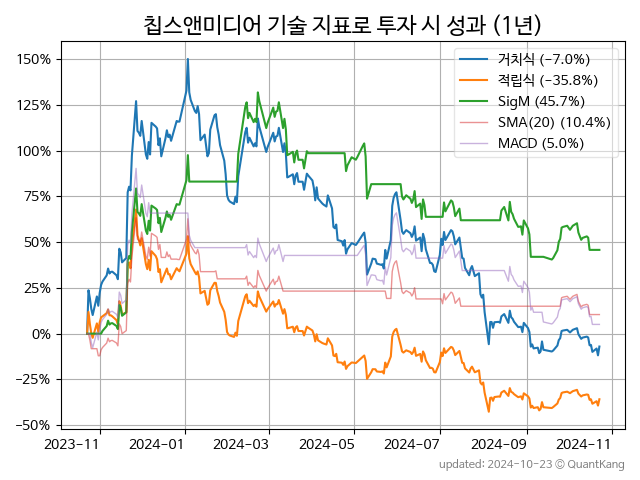 칩스앤미디어 기술 지표로 투자 시 성과 (1년)
150%
125%
100%
75%
50%
25%
0%
−25%
−50%
거치식 (−7.0%)
적립식 (−35.8%)
SigM (45.7%)
SMA(20) (10.4%)
MACD (5.0%)
2023−11 2024−01 2024−03 2024−05 2024−07 2024−09 2024−11
updated: 2024-10-23 © QuantKang